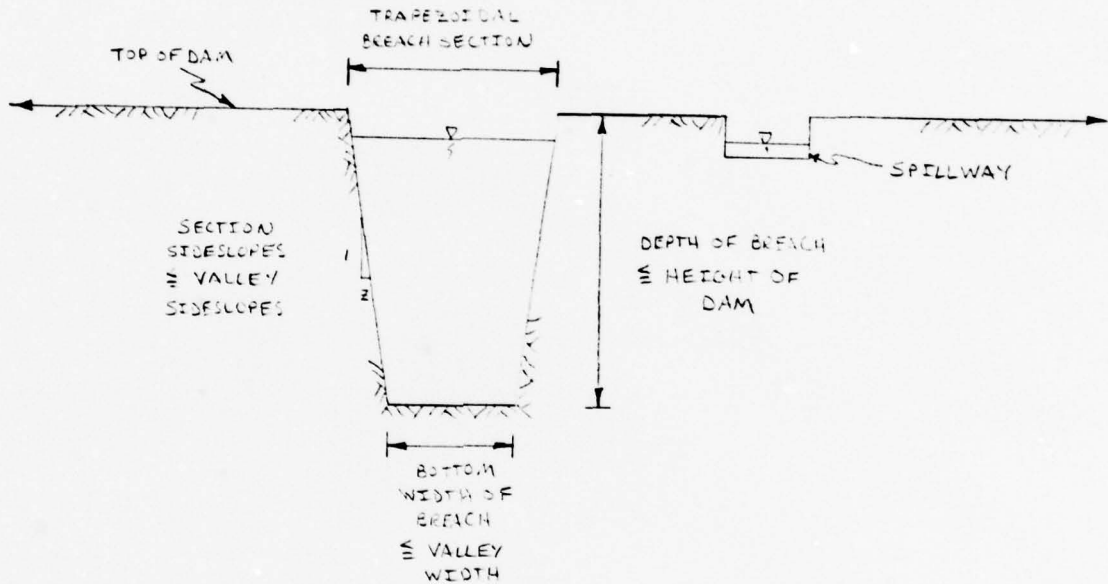 TRAPEZOIDAL
BREACH SECTION
TOP OF DAM
SPILLWAY
SECTION
SIDESLOPES
≦ VALLEY
SIDESLOPES
1
Z
DEPTH OF BREACH
≦ HEIGHT OF
DAM
BOTTOM
WIDTH OF
BREACH
≦ VALLEY
WIDTH